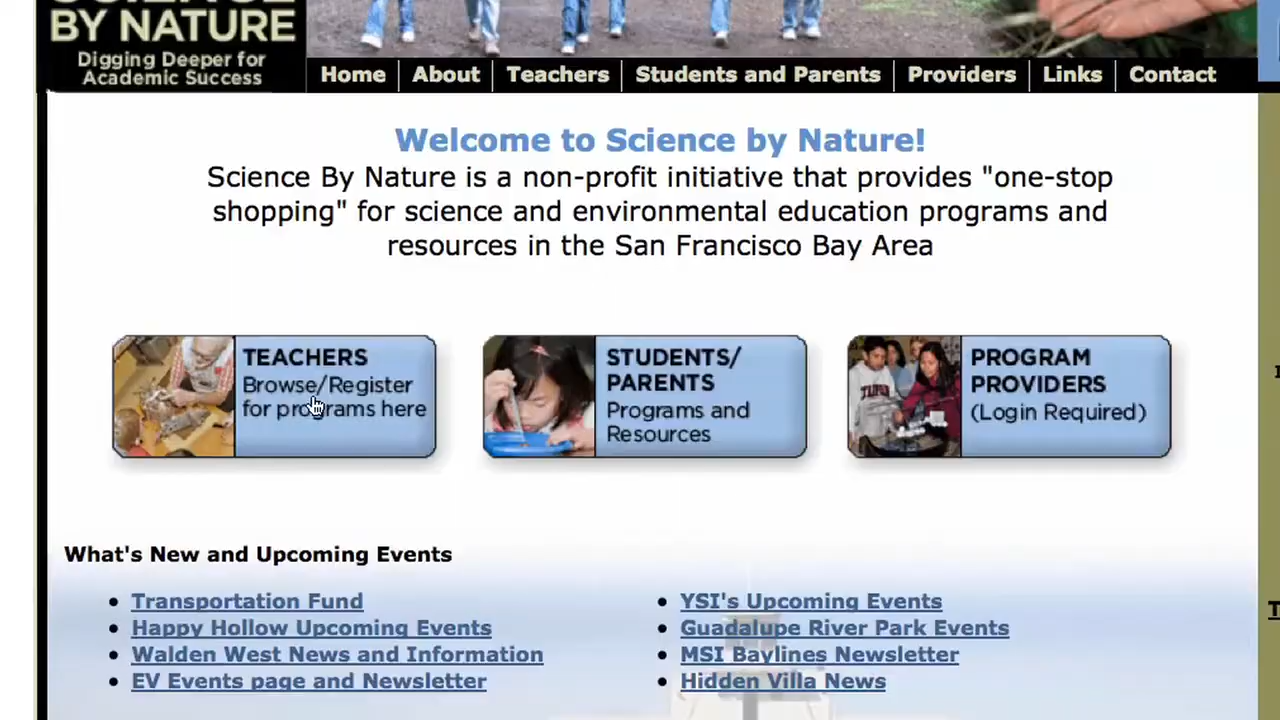 BY NATURE
Digging Deeper for
Academic Success
Home
About
Teachers
Students and Parents
Providers
Links
Contact
Welcome to Science by Nature!
Science By Nature is a non-profit initiative that provides "one-stop
shopping" for science and environmental education programs and
resources in the San Francisco Bay Area
TEACHERS
Browse/Register
for programs here
STUDENTS/
PARENTS
Programs and
Resources
PROGRAM
PROVIDERS
(Login Required)
What's New and Upcoming Events
Transportation Fund
Happy Hollow Upcoming Events
Walden West News and Information
EV Events page and Newsletter
YSI's Upcoming Events
Guadalupe River Park Events
MSI Baylines Newsletter
Hidden Villa News